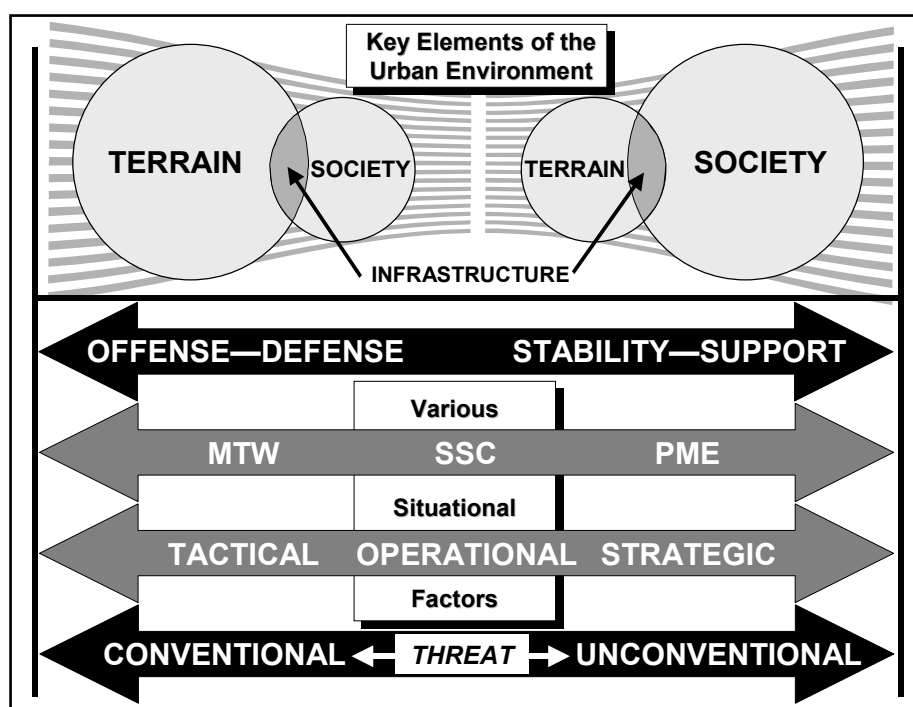 Key Elements of the
Urban Environment
TERRAIN
SOCIETY
TERRAIN
SOCIETY
INFRASTRUCTURE
OFFENSE—DEFENSE STABILITY—SUPPORT
Various
MTW SSC PME
Situational
TACTICAL OPERATIONAL STRATEGIC
Factors
CONVENTIONAL THREAT UNCONVENTIONAL